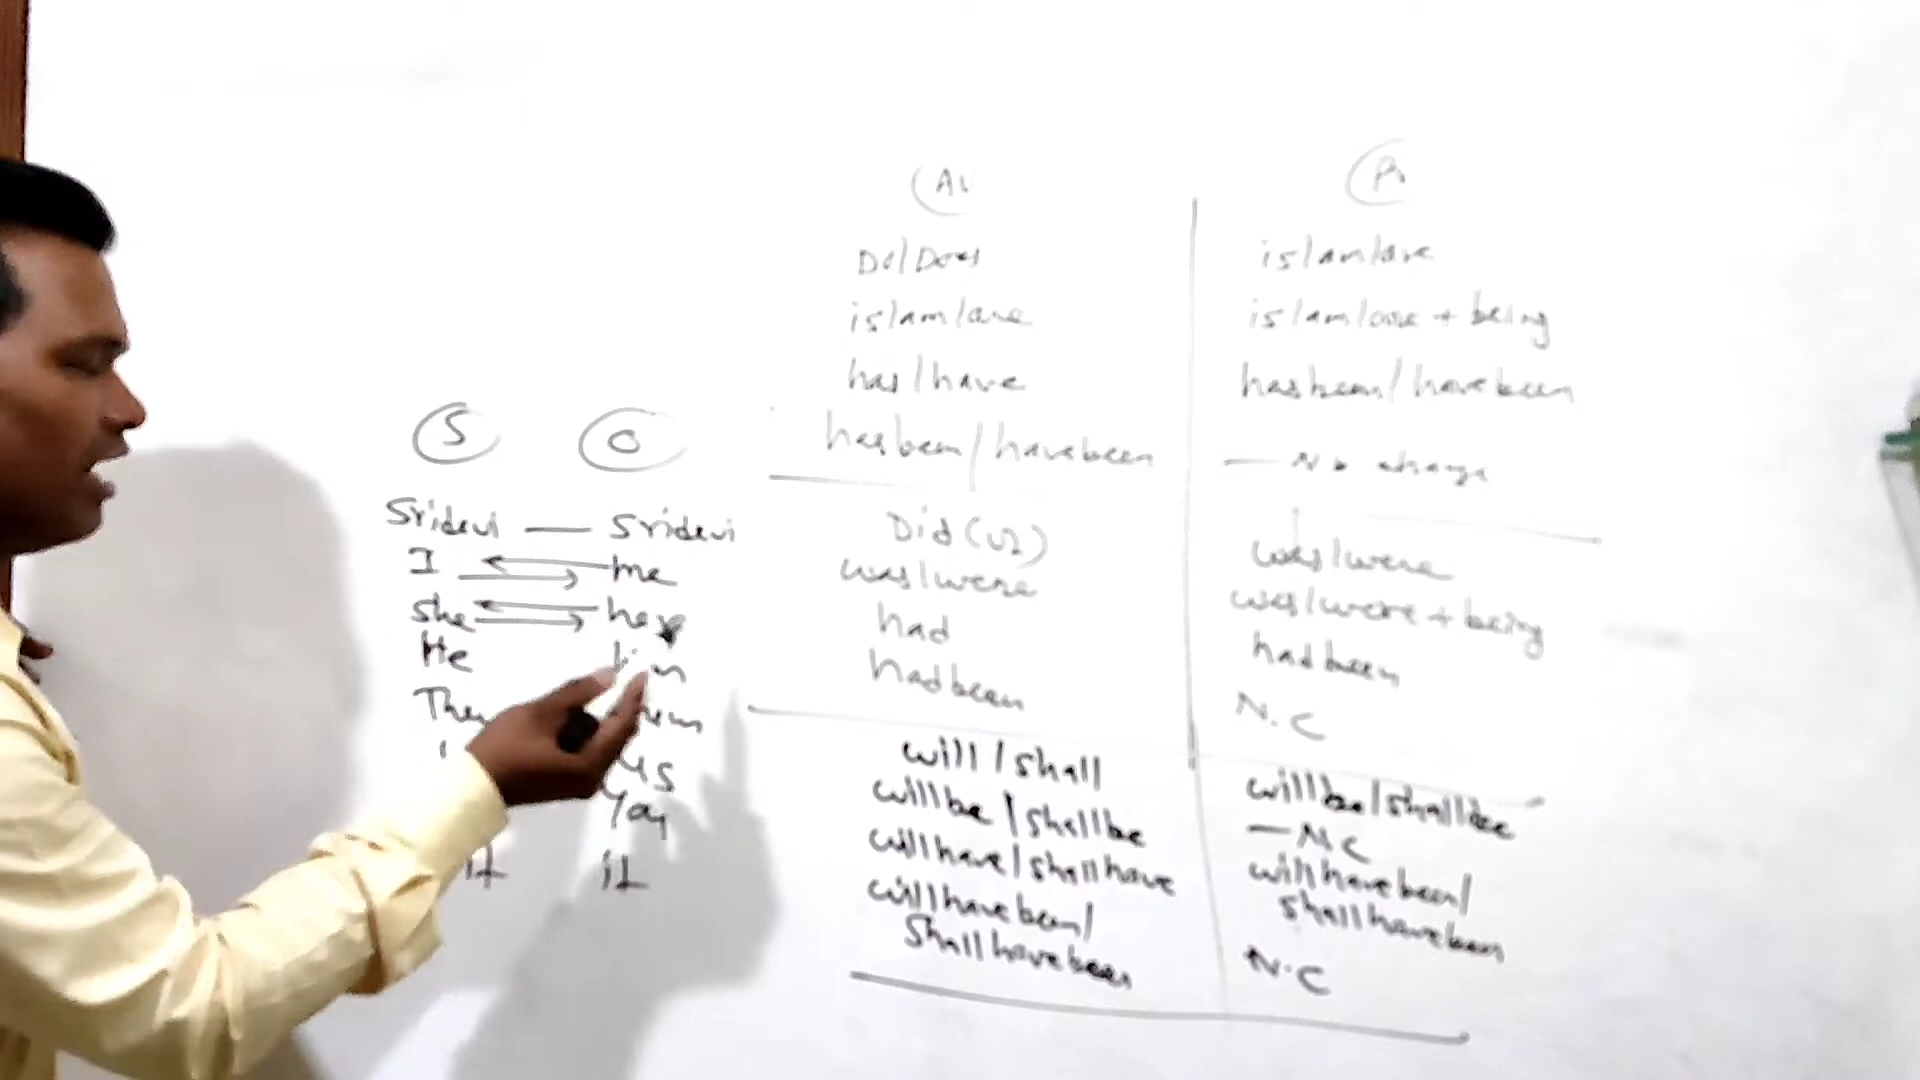 S O
Sridevi — Sridevi
I me
she her
He him
They
us
You
it it
AV
Do/Does
is/am/are
has/have
has been/have been
Did (V2)
was/were
had
had been
will/shall
will be/shall be
will have/shall have
will have been/
shall have been
PV
is/am/are
is/am/are + being
has been/have been
— No change
was/were
was/were + being
had been
N.C
will be/shall be
— N C
will have been/
shall have been
N.C